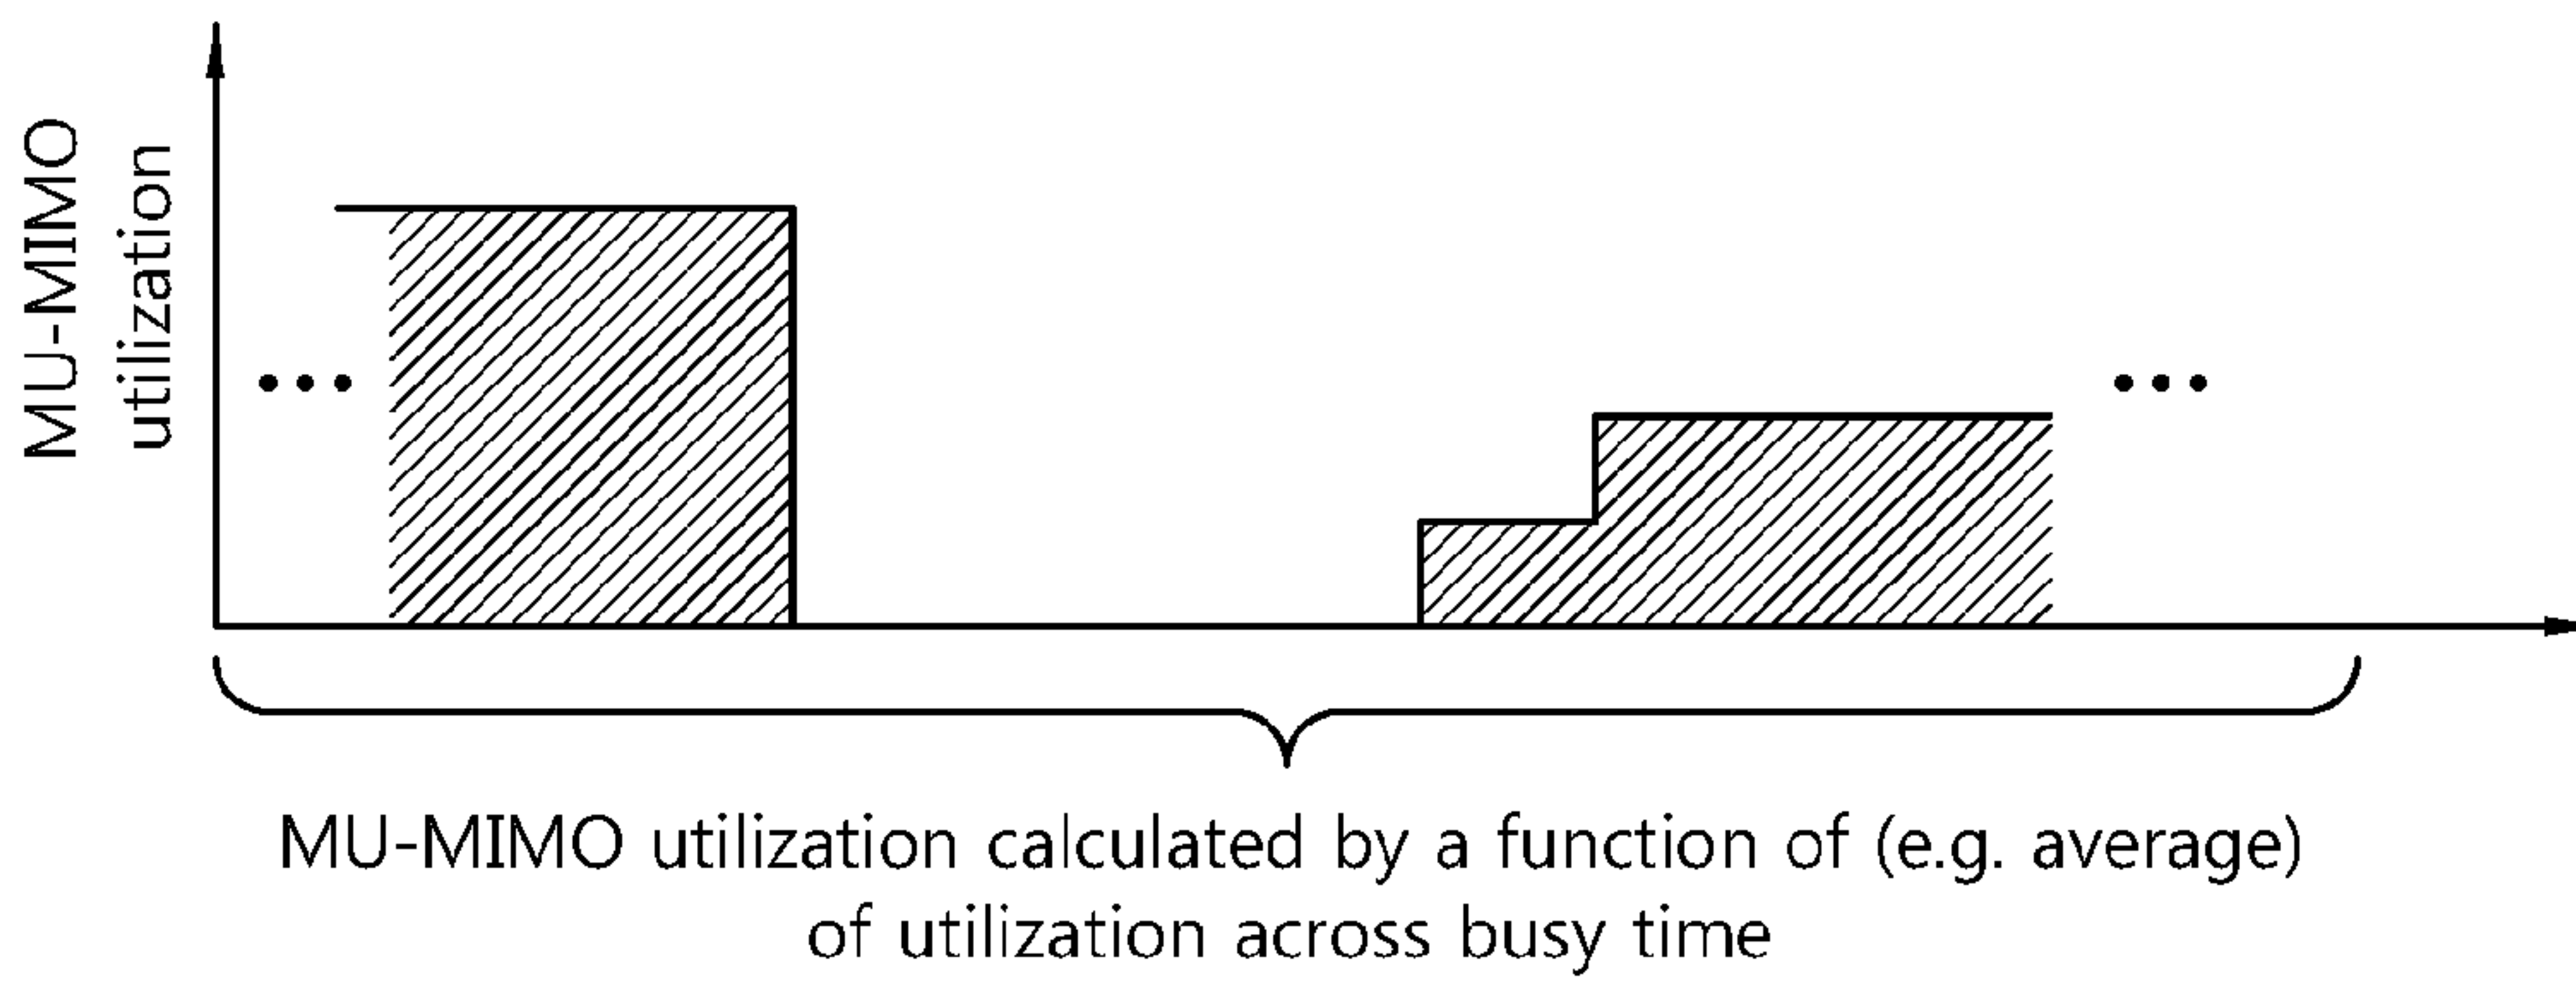 MU-MIMO
utilization
•••
•••
MU-MIMO utilization calculated by a function of (e.g. average)
of utilization across busy time